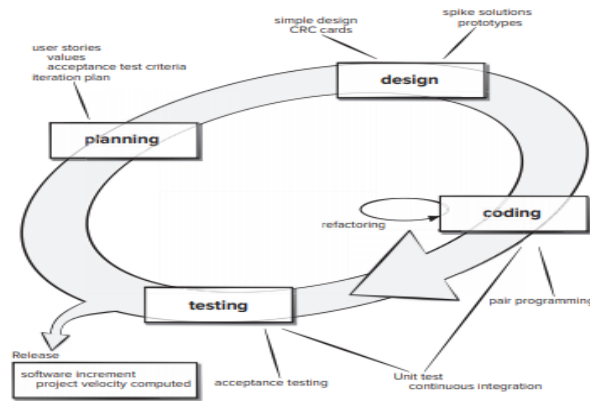 simple design
CRC cards
spike solutions
prototypes
user stories
values
acceptance test criteria
iteration plan
design
planning
refactoring
coding
testing
pair programming
Release
software increment
project velocity computed
acceptance testing
Unit test
continuous integration